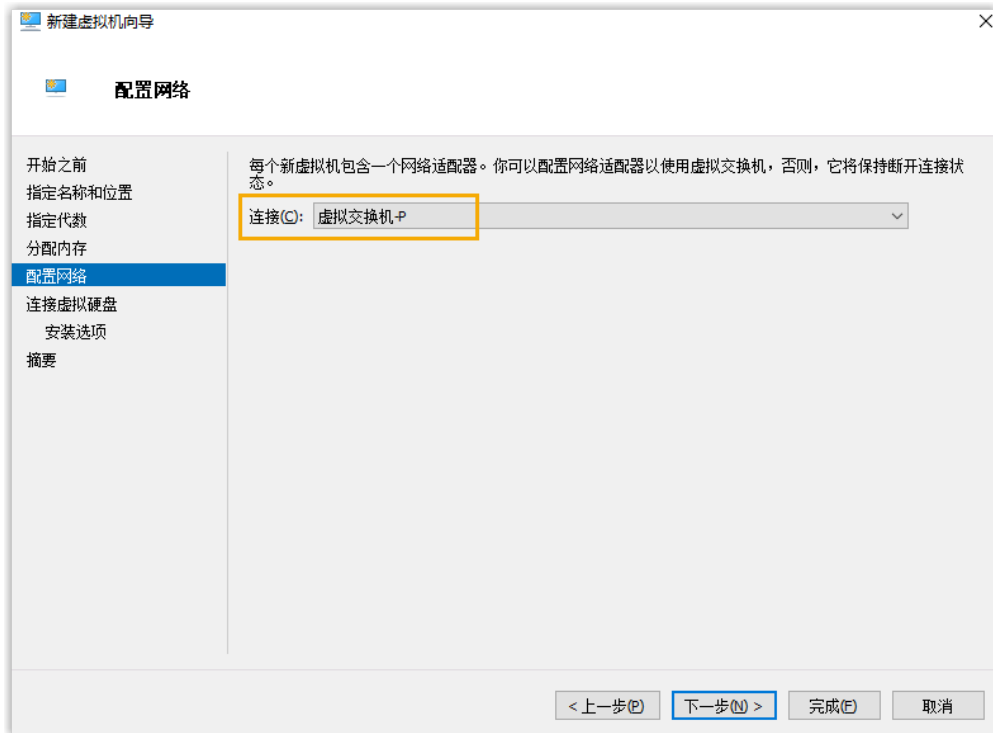 新建虚拟机向导
配置网络
开始之前
指定名称和位置
指定代数
分配内存
配置网络
连接虚拟硬盘
安装选项
摘要
每个新虚拟机包含一个网络适配器。你可以配置网络适配器以使用虚拟交换机，否则，它将保持断开连接状
态。
连接(C): 虚拟交换机-P
< 上一步(P) 下一步(N) > 完成(F) 取消